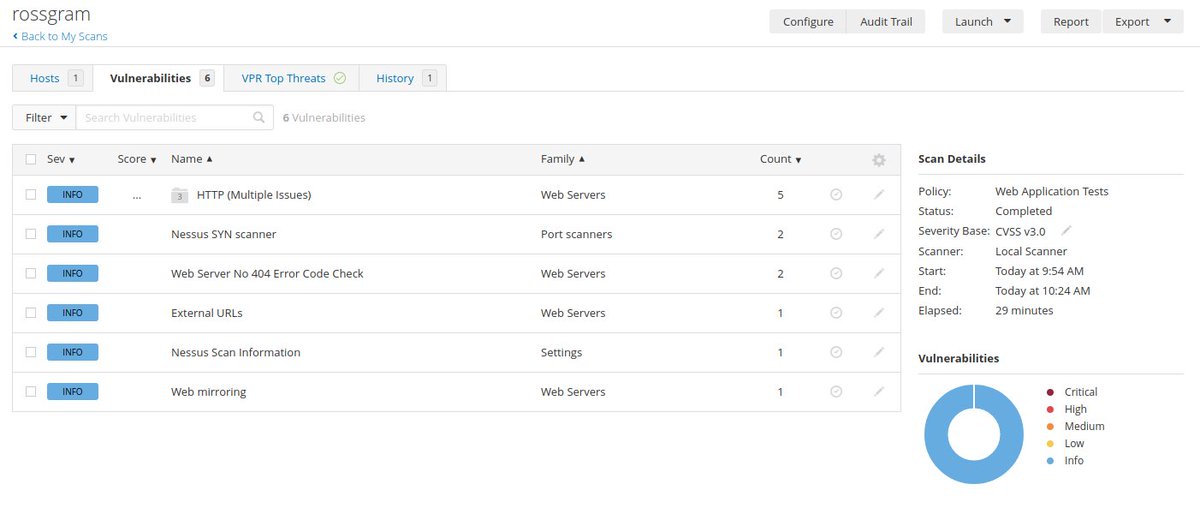 rossgram
Back to My Scans
Configure Audit Trail Launch Report Export
Hosts 1 Vulnerabilities 6 VPR Top Threats History 1
Filter Search Vulnerabilities 6 Vulnerabilities
Sev Score Name Family Count
INFO ... 3 HTTP (Multiple Issues) Web Servers 5
INFO Nessus SYN scanner Port scanners 2
INFO Web Server No 404 Error Code Check Web Servers 2
INFO External URLs Web Servers 1
INFO Nessus Scan Information Settings 1
INFO Web mirroring Web Servers 1
Scan Details
Policy: Web Application Tests
Status: Completed
Severity Base: CVSS v3.0
Scanner: Local Scanner
Start: Today at 9:54 AM
End: Today at 10:24 AM
Elapsed: 29 minutes
Vulnerabilities
Critical
High
Medium
Low
Info